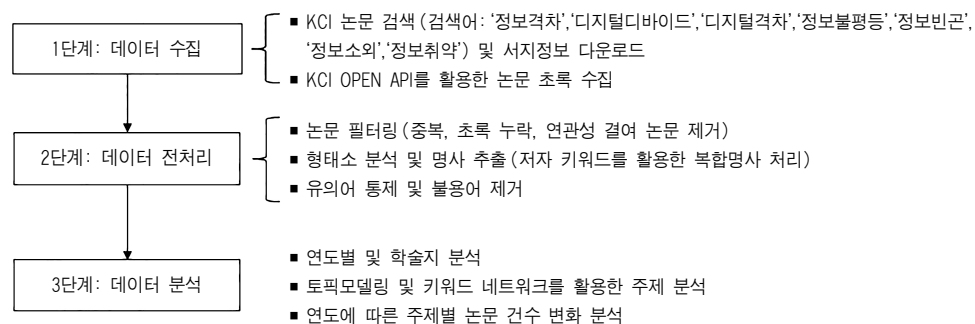 1단계: 데이터 수집
■ KCI 논문 검색(검색어: '정보격차','디지털디바이드','디지털격차','정보불평등','정보빈곤',
'정보소외','정보취약') 및 서지정보 다운로드
■ KCI OPEN API를 활용한 논문 초록 수집
2단계: 데이터 전처리
■ 논문 필터링(중복, 초록 누락, 연관성 결여 논문 제거)
■ 형태소 분석 및 명사 추출(저자 키워드를 활용한 복합명사 처리)
■ 유의어 통제 및 불용어 제거
3단계: 데이터 분석
■ 연도별 및 학술지 분석
■ 토픽모델링 및 키워드 네트워크를 활용한 주제 분석
■ 연도에 따른 주제별 논문 건수 변화 분석